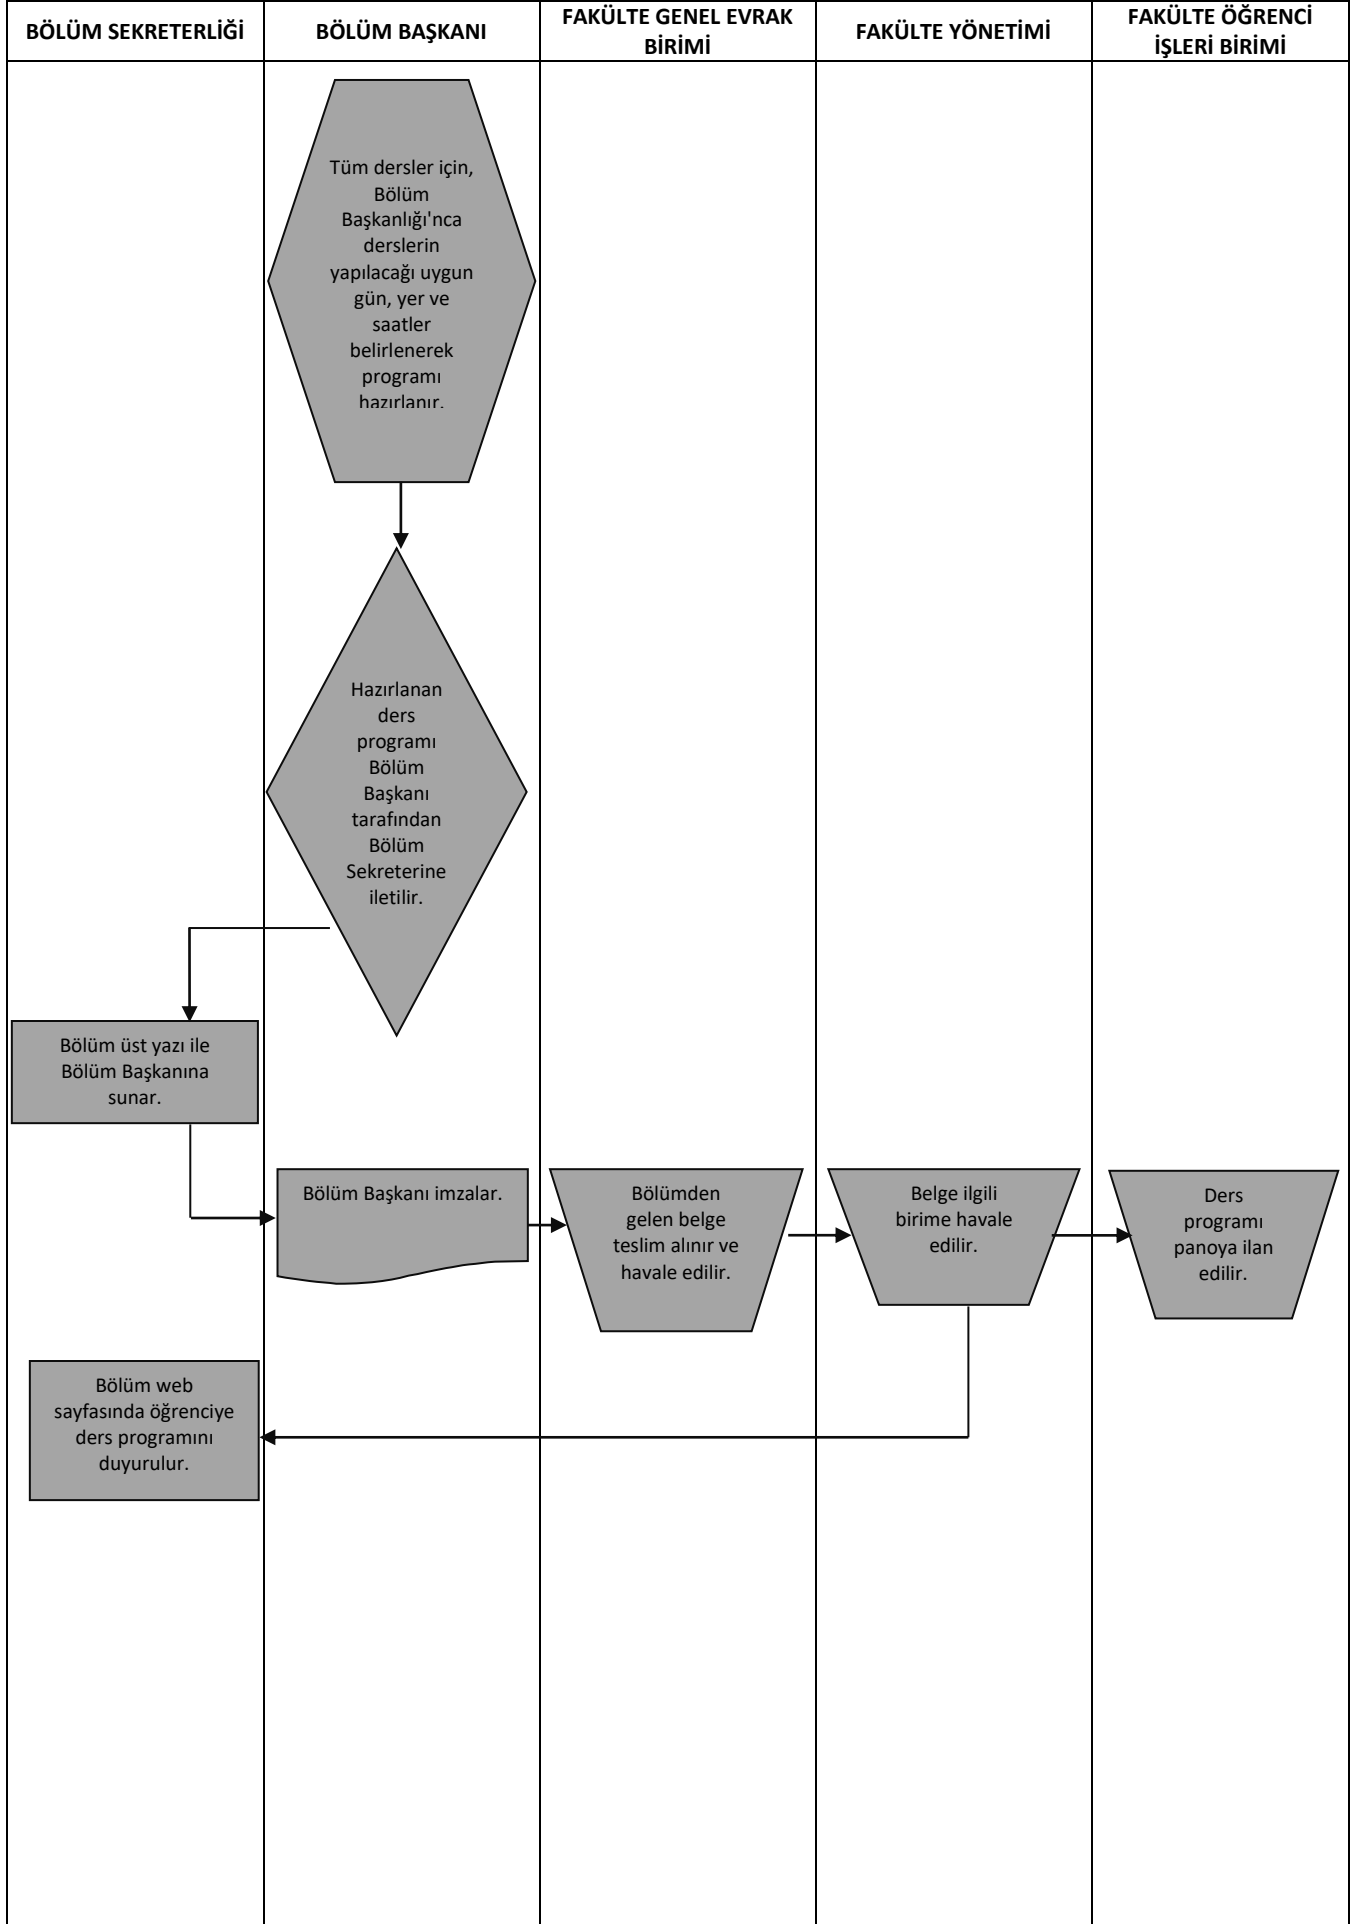 BÖLÜM SEKRETERLİĞİ
BÖLÜM BAŞKANI
FAKÜLTE GENEL EVRAK
BİRİMİ
FAKÜLTE YÖNETİMİ
FAKÜLTE ÖĞRENCİ
İŞLERİ BİRİMİ
Tüm dersler için,
Bölüm
Başkanlığı'nca
derslerin
yapılacağı uygun
gün, yer ve
saatler
belirlenerek
programı
hazırlanır.
Hazırlanan
ders
programı
Bölüm
Başkanı
tarafından
Bölüm
Sekreterine
iletilir.
Bölüm üst yazı ile
Bölüm Başkanına
sunar.
Bölüm Başkanı imzalar.
Bölümden
gelen belge
teslim alınır ve
havale edilir.
Belge ilgili
birime havale
edilir.
Ders
programı
panoya ilan
edilir.
Bölüm web
sayfasında öğrenciye
ders programını
duyurulur.